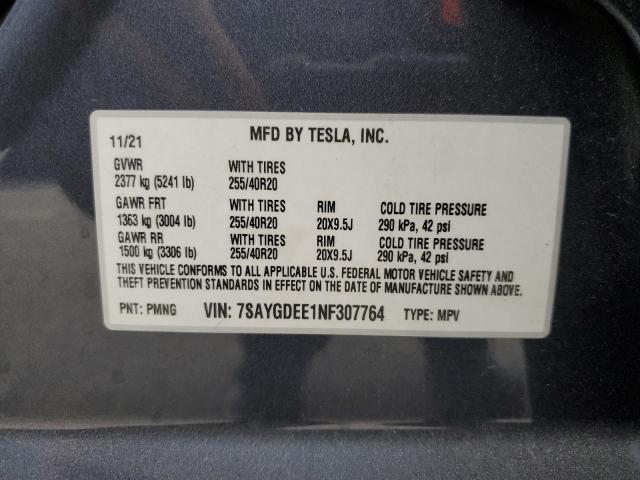 MFD BY TESLA, INC.
11/21
GVWR WITH TIRES
2377 kg (5241 lb) 255/40R20
GAWR FRT WITH TIRES RIM COLD TIRE PRESSURE
1363 kg (3004 lb) 255/40R20 20X9.5J 290 kPa, 42 psi
GAWR RR WITH TIRES RIM COLD TIRE PRESSURE
1500 kg (3306 lb) 255/40R20 20X9.5J 290 kPa, 42 psi
THIS VEHICLE CONFORMS TO ALL APPLICABLE U.S. FEDERAL MOTOR VEHICLE SAFETY AND
THEFT PREVENTION STANDARDS IN EFFECT ON THE DATE OF MANUFACTURE SHOWN ABOVE.
PNT: PMNG VIN: 7SAYGDEE1NF307764 TYPE: MPV